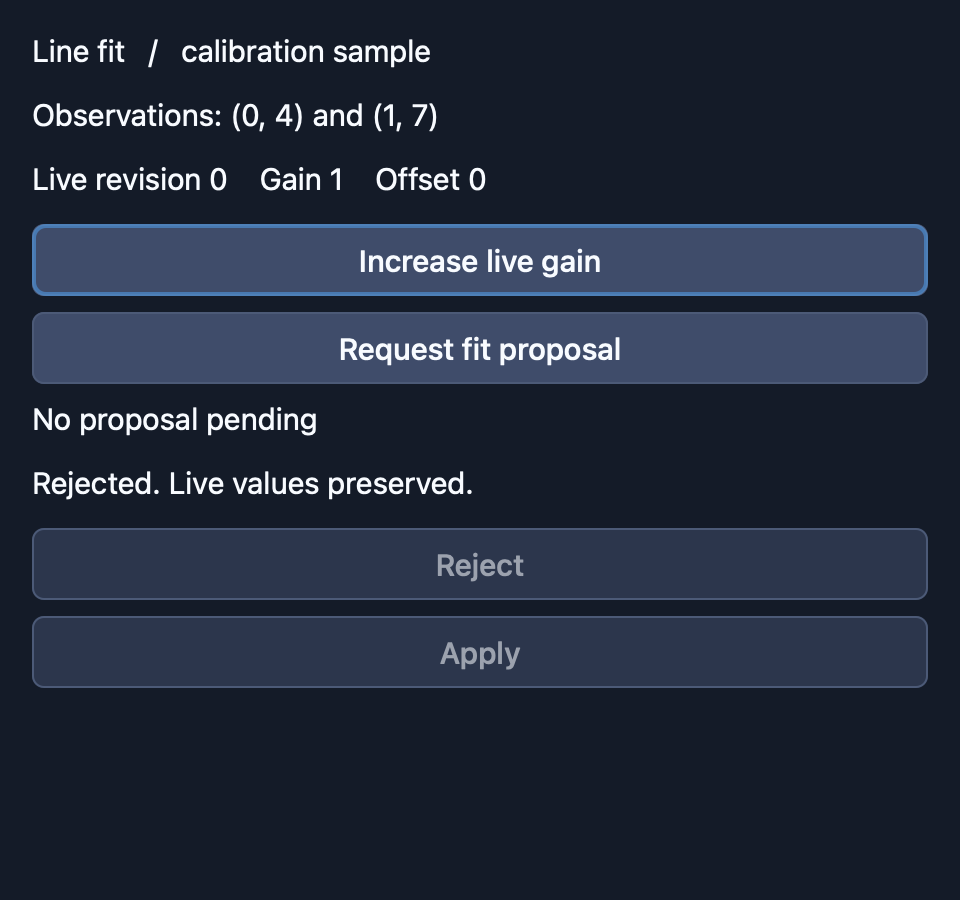 Line fit / calibration sample
Observations: (0, 4) and (1, 7)
Live revision 0 Gain 1 Offset 0
Increase live gain
Request fit proposal
No proposal pending
Rejected. Live values preserved.
Reject
Apply